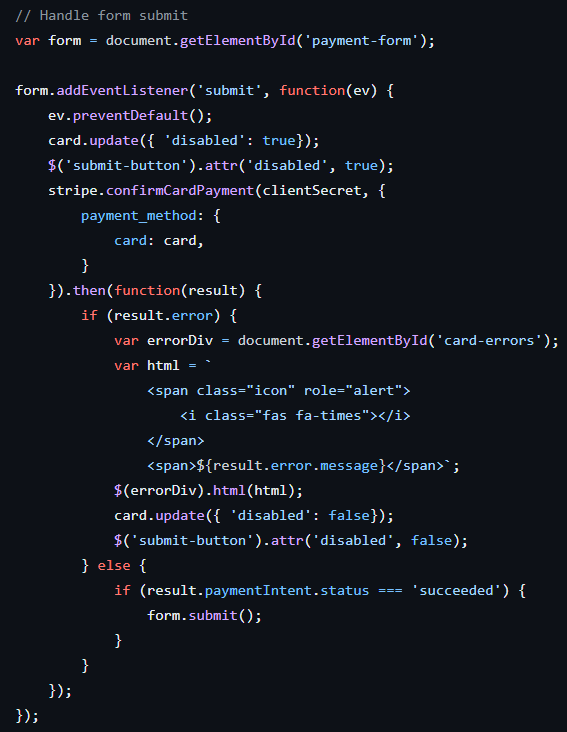 // Handle form submit
var form = document.getElementById('payment-form');

form.addEventListener('submit', function(ev) {
    ev.preventDefault();
    card.update({ 'disabled': true});
    $('submit-button').attr('disabled', true);
    stripe.confirmCardPayment(clientSecret, {
        payment_method: {
            card: card,
        }
    }).then(function(result) {
        if (result.error) {
            var errorDiv = document.getElementById('card-errors');
            var html = `
                <span class="icon" role="alert">
                    <i class="fas fa-times"></i>
                </span>
                <span>${result.error.message}</span>`;
            $(errorDiv).html(html);
            card.update({ 'disabled': false});
            $('submit-button').attr('disabled', false);
        } else {
            if (result.paymentIntent.status === 'succeeded') {
                form.submit();
            }
        }
    });
});